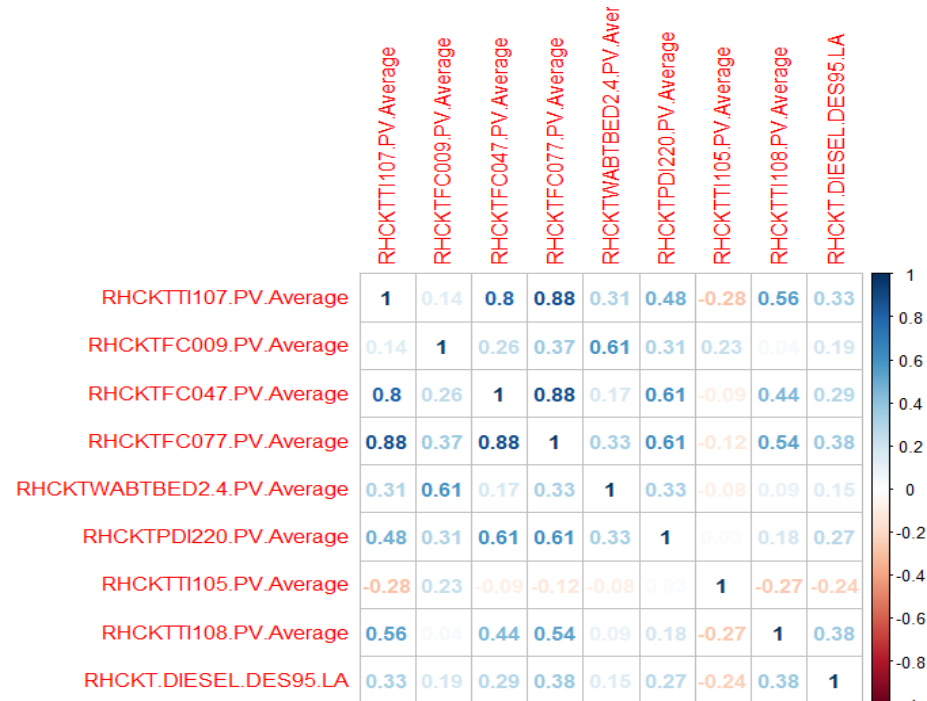 RHCKTTI107.PV.Average
RHCKTFC009.PV.Average
RHCKTFC047.PV.Average
RHCKTFC077.PV.Average
RHCKTWABTBED2.4.PV.Aver
RHCKTPDI220.PV.Average
RHCKTTI105.PV.Average
RHCKTTI108.PV.Average
RHCKT.DIESEL.DES95.LA
RHCKTTI107.PV.Average 1 0.14 0.8 0.88 0.31 0.48 -0.28 0.56 0.33
RHCKTFC009.PV.Average 0.14 1 0.26 0.37 0.61 0.31 0.23 0.04 0.19
RHCKTFC047.PV.Average 0.8 0.26 1 0.88 0.17 0.61 -0.09 0.44 0.29
RHCKTFC077.PV.Average 0.88 0.37 0.88 1 0.33 0.61 -0.12 0.54 0.38
RHCKTWABTBED2.4.PV.Average 0.31 0.61 0.17 0.33 1 0.33 -0.08 0.09 0.15
RHCKTPDI220.PV.Average 0.48 0.31 0.61 0.61 0.33 1 0.03 0.18 0.27
RHCKTTI105.PV.Average -0.28 0.23 -0.09 -0.12 -0.08 0.03 1 -0.27 -0.24
RHCKTTI108.PV.Average 0.56 0.04 0.44 0.54 0.09 0.18 -0.27 1 0.38
RHCKT.DIESEL.DES95.LA 0.33 0.19 0.29 0.38 0.15 0.27 -0.24 0.38 1
1
0.8
0.6
0.4
0.2
0
-0.2
-0.4
-0.6
-0.8